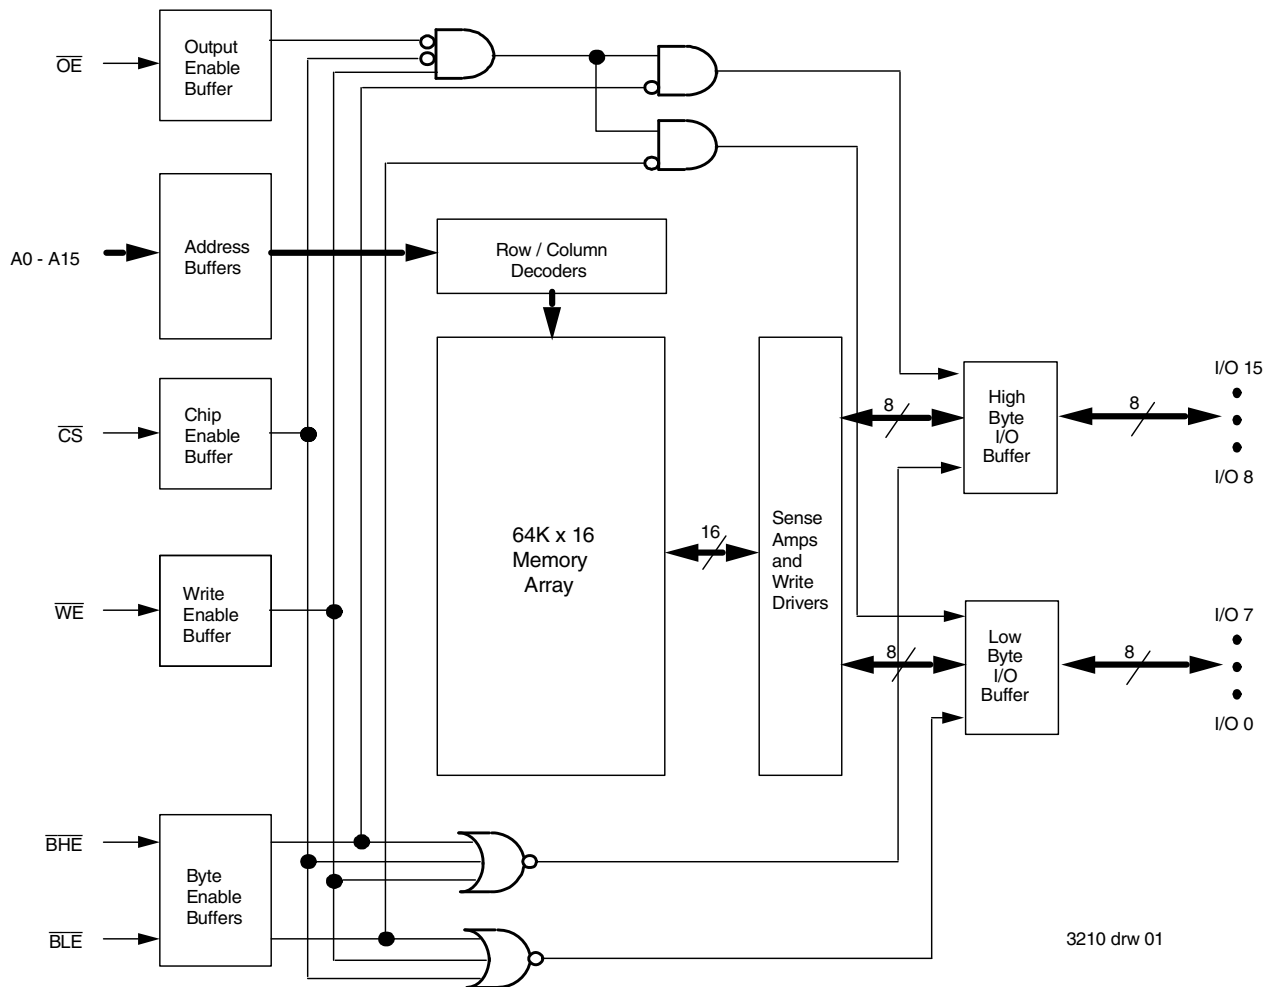 OE
Output
Enable
Buffer
A0 - A15
Address
Buffers
Row / Column
Decoders
CS
Chip
Enable
Buffer
WE
Write
Enable
Buffer
64K x 16
Memory
Array
16
Sense
Amps
and
Write
Drivers
8
High
Byte
I/O
Buffer
8
I/O 15
I/O 8
8
Low
Byte
I/O
Buffer
8
I/O 7
I/O 0
BHE
BLE
Byte
Enable
Buffers
3210 drw 01